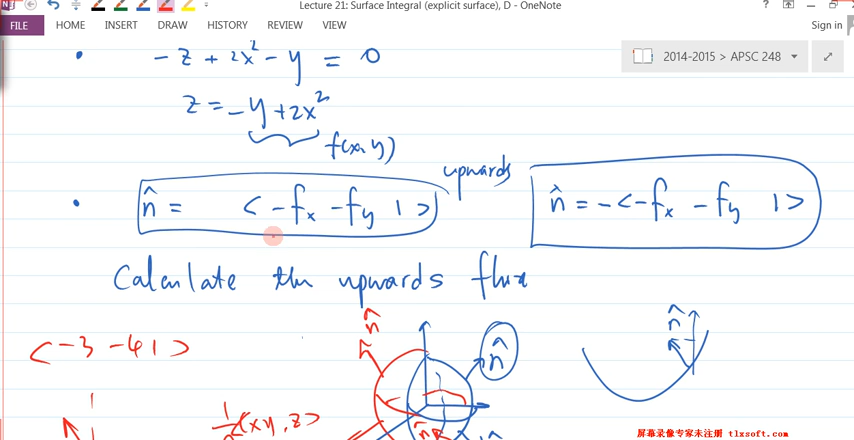 Lecture 21: Surface Integral (explicit surface), D - OneNote
FILE HOME INSERT DRAW HISTORY REVIEW VIEW Sign in
2014-2015 > APSC 248
• -z + 2x² - y = 0
z = -y + 2x²
f(x,y)
upwards
• n̂ = < -fx -fy 1 >
n̂ = - < -fx -fy 1 >
Calculate the upwards flux
< -3 -4 1 >
n̂
n̂
n̂
<x y, z>
n̂
屏幕录像专家未注册 tlxsoft.com